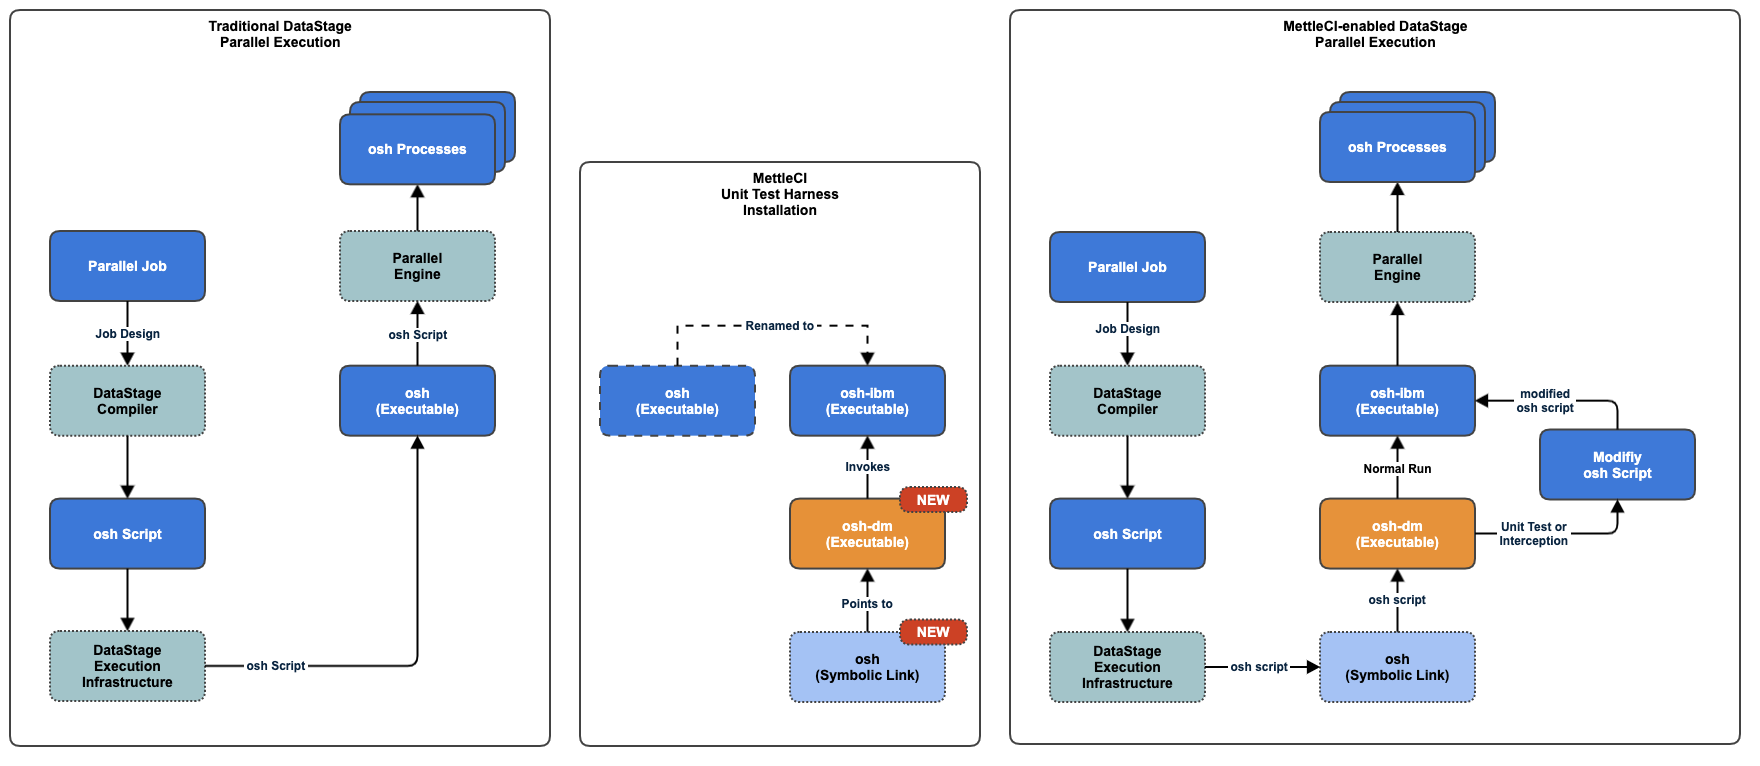 Traditional DataStage
Parallel Execution
osh Processes
Parallel Job
Parallel
Engine
Job Design
osh Script
DataStage
Compiler
osh
(Executable)
osh Script
DataStage
Execution
Infrastructure
osh Script
MettleCI
Unit Test Harness
Installation
Renamed to
osh
(Executable)
osh-ibm
(Executable)
Invokes
NEW
osh-dm
(Executable)
Points to
NEW
osh
(Symbolic Link)
MettleCI-enabled DataStage
Parallel Execution
osh Processes
Parallel Job
Parallel
Engine
Job Design
DataStage
Compiler
osh-ibm
(Executable)
modified
osh script
Normal Run
Modifiy
osh Script
osh Script
osh-dm
(Executable)
Unit Test or
Interception
osh script
DataStage
Execution
Infrastructure
osh script
osh
(Symbolic Link)